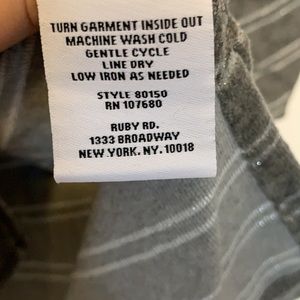 TURN GARMENT INSIDE OUT
MACHINE WASH COLD
GENTLE CYCLE
LINE DRY
LOW IRON AS NEEDED
STYLE 80150
RN 107680
RUBY RD.
1333 BROADWAY
NEW YORK. NY. 10018